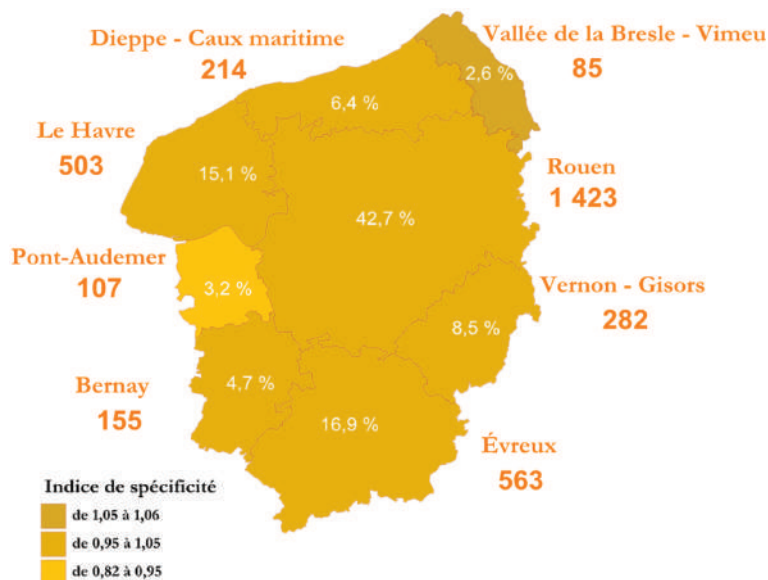 Dieppe - Caux maritime
214
Vallée de la Bresle - Vimeu
85
2,6 %
6,4 %
Le Havre
503
15,1 %
Rouen
1 423
42,7 %
Pont-Audemer
107
3,2 %
Vernon - Gisors
282
8,5 %
Bernay
155
4,7 %
16,9 %
Évreux
563
Indice de spécificité
de 1,05 à 1,06
de 0,95 à 1,05
de 0,82 à 0,95